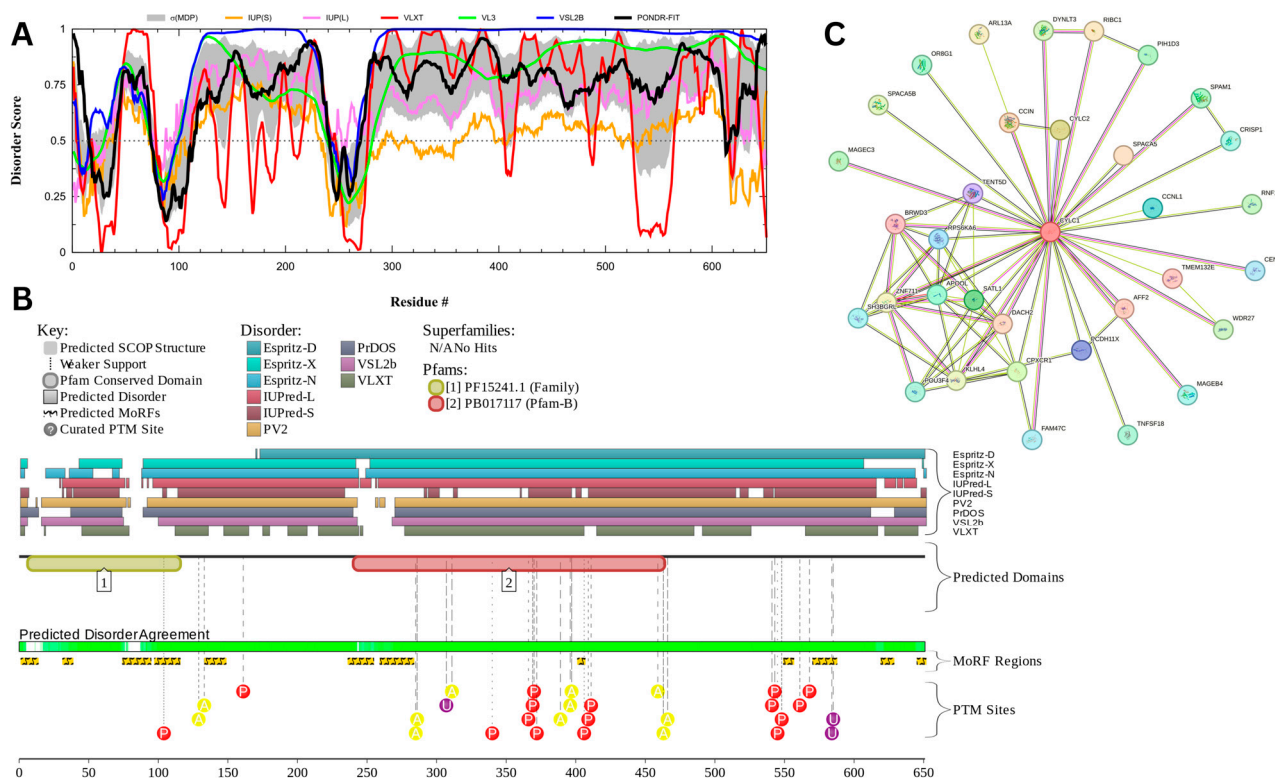 A
σ(MDP) IUP(S) IUP(L) VLXT VL3 VSL2B PONDR-FIT
Disorder Score
1
0.75
0.5
0.25
0
0 100 200 300 400 500 600
Residue #
B
Key:
Predicted SCOP Structure
Weaker Support
Pfam Conserved Domain
Predicted Disorder
Predicted MoRFs
? Curated PTM Site
Disorder:
Espritz-D
Espritz-X
Espritz-N
IUPred-L
IUPred-S
PV2
PrDOS
VSL2b
VLXT
Superfamilies:
N/A No Hits
Pfams:
[1] PF15241.1 (Family)
[2] PB017117 (Pfam-B)
Espritz-D
Espritz-X
Espritz-N
IUPred-L
IUPred-S
PV2
PrDOS
VSL2b
VLXT
1 2
Predicted Domains
Predicted Disorder Agreement
MoRF Regions
P A P A A P
A U P A P A P P
A A P A P A P U
P A P P P A P U
PTM Sites
0 50 100 150 200 250 300 350 400 450 500 550 600 650
C
ARL13A
DYNLT3
RIBC1
OR8G1
PIH1D3
SPACA5B
SPAM1
CCIN
CYLC2
CRISP1
MAGEC3
SPACA5
TENT5D
CCNL1
RNF
BRWD3
CYLC1
RPS6KA6
CEN
TMEM132E
APOOL
SATL1
ZNF711
AFF2
SH3BGRL
DACH2
WDR27
PCDH11X
CPXCR1
POU3F4
KLHL4
MAGEB4
FAM47C
TNFSF18